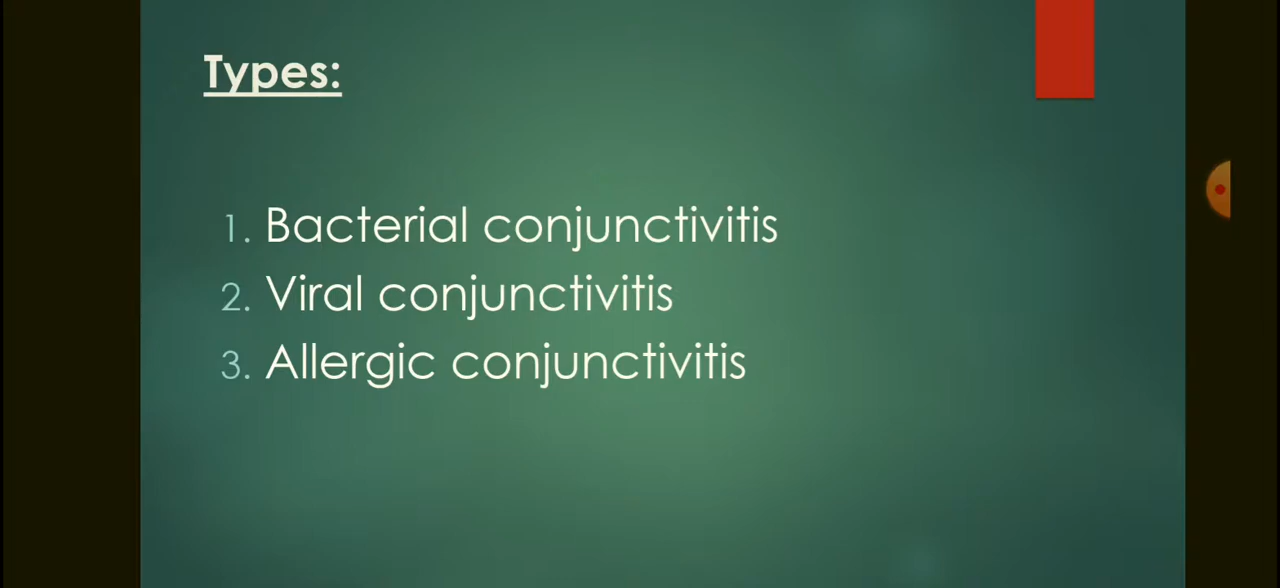 Types:
1. Bacterial conjunctivitis
2. Viral conjunctivitis
3. Allergic conjunctivitis